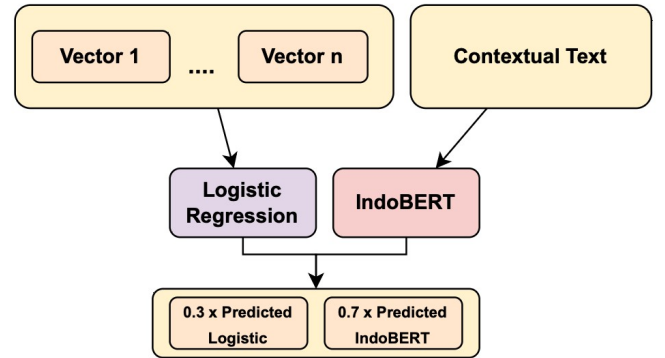 Vector 1
....
Vector n
Contextual Text
Logistic
Regression
IndoBERT
0.3 x Predicted
Logistic
0.7 x Predicted
IndoBERT